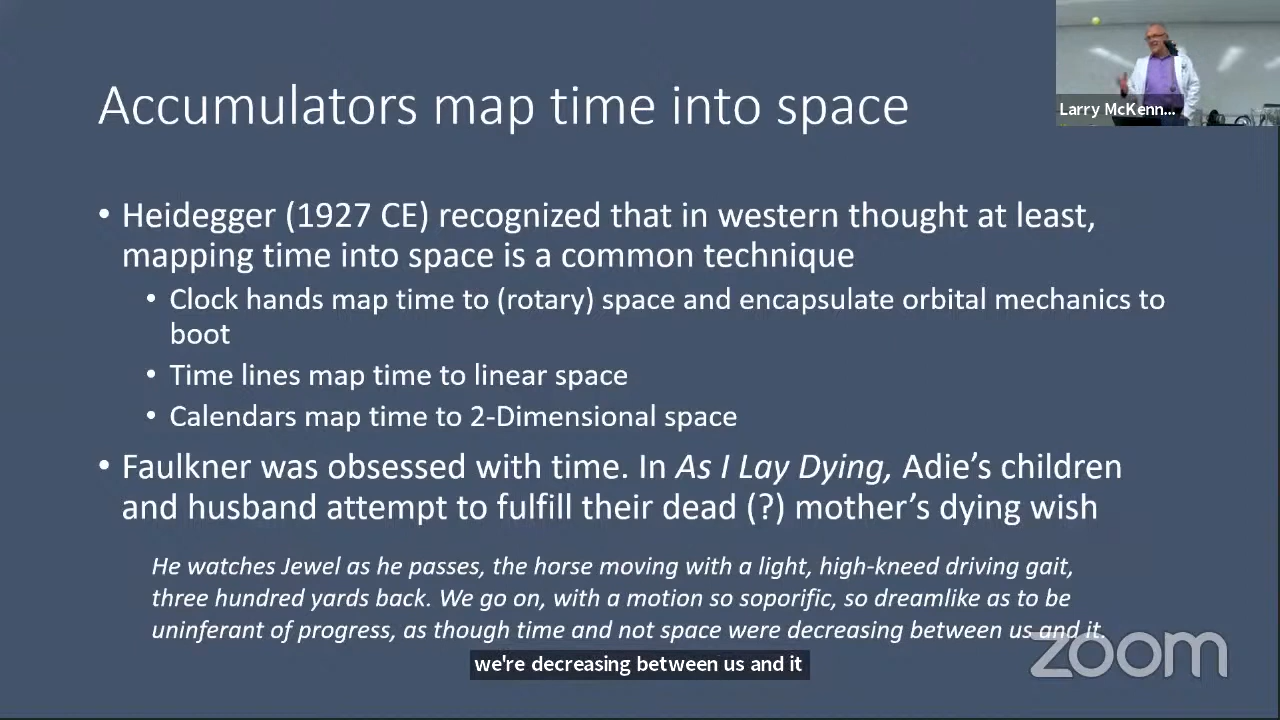 Accumulators map time into space
Larry McKenn...
• Heidegger (1927 CE) recognized that in western thought at least,
mapping time into space is a common technique
• Clock hands map time to (rotary) space and encapsulate orbital mechanics to
boot
• Time lines map time to linear space
• Calendars map time to 2-Dimensional space
• Faulkner was obsessed with time. In As I Lay Dying, Adie's children
and husband attempt to fulfill their dead (?) mother's dying wish
He watches Jewel as he passes, the horse moving with a light, high-kneed driving gait,
three hundred yards back. We go on, with a motion so soporific, so dreamlike as to be
uninferant of progress, as though time and not space were decreasing between us and it.
we're decreasing between us and it
zoom